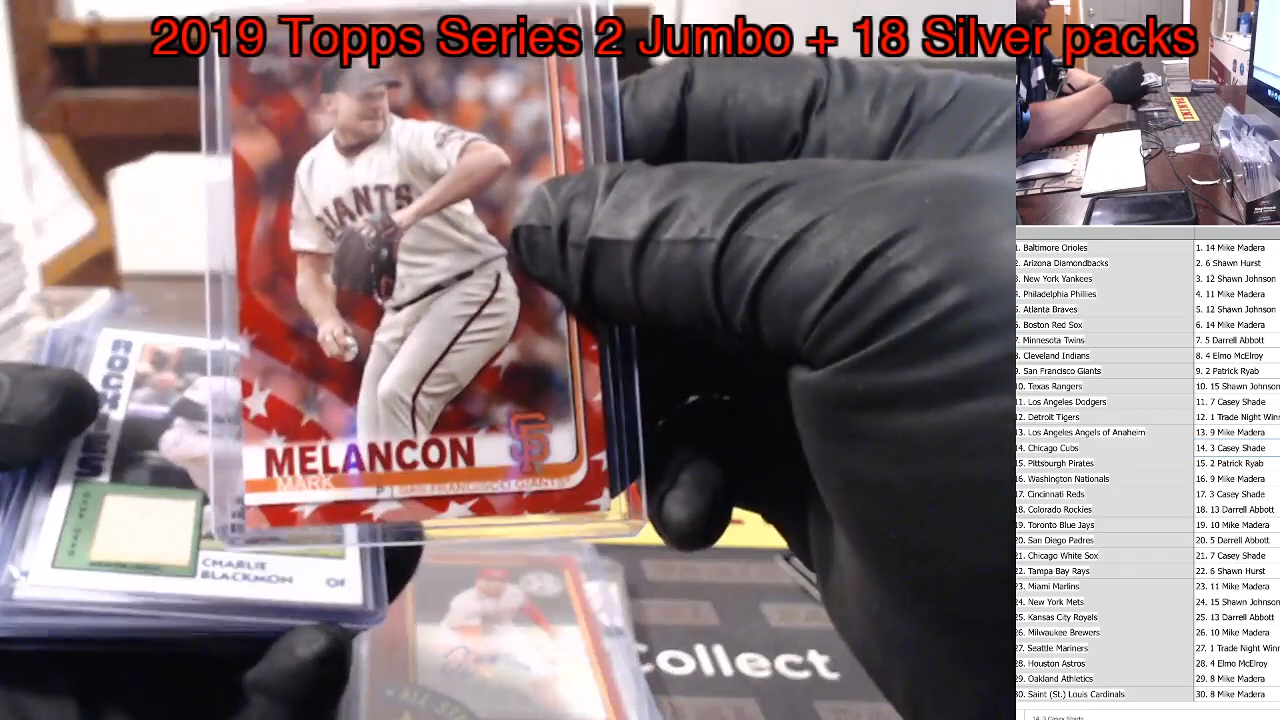 2019 Topps Series 2 Jumbo + 18 Silver packs
GIANTS
MELANCON
MARK
P | SAN FRANCISCO GIANTS
SF
CHARLIE
BLACKMON OF
ollect
PANINI
1. Baltimore Orioles 1. 14 Mike Madera
2. Arizona Diamondbacks 2. 6 Shawn Hurst
3. New York Yankees 3. 12 Shawn Johnson
4. Philadelphia Phillies 4. 11 Mike Madera
5. Atlanta Braves 5. 12 Shawn Johnson
6. Boston Red Sox 6. 14 Mike Madera
7. Minnesota Twins 7. 5 Darrell Abbott
8. Cleveland Indians 8. 4 Elmo McElroy
9. San Francisco Giants 9. 2 Patrick Ryab
10. Texas Rangers 10. 15 Shawn Johnson
11. Los Angeles Dodgers 11. 7 Casey Shade
12. Detroit Tigers 12. 1 Trade Night Winn
13. Los Angeles Angels of Anaheim 13. 9 Mike Madera
14. Chicago Cubs 14. 3 Casey Shade
15. Pittsburgh Pirates 15. 2 Patrick Ryab
16. Washington Nationals 16. 9 Mike Madera
17. Cincinnati Reds 17. 3 Casey Shade
18. Colorado Rockies 18. 13 Darrell Abbott
19. Toronto Blue Jays 19. 10 Mike Madera
20. San Diego Padres 20. 5 Darrell Abbott
21. Chicago White Sox 21. 7 Casey Shade
22. Tampa Bay Rays 22. 6 Shawn Hurst
23. Miami Marlins 23. 11 Mike Madera
24. New York Mets 24. 15 Shawn Johnson
25. Kansas City Royals 25. 13 Darrell Abbott
26. Milwaukee Brewers 26. 10 Mike Madera
27. Seattle Mariners 27. 1 Trade Night Winn
28. Houston Astros 28. 4 Elmo McElroy
29. Oakland Athletics 29. 8 Mike Madera
30. Saint (St.) Louis Cardinals 30. 8 Mike Madera
14. 3 Casey Shade